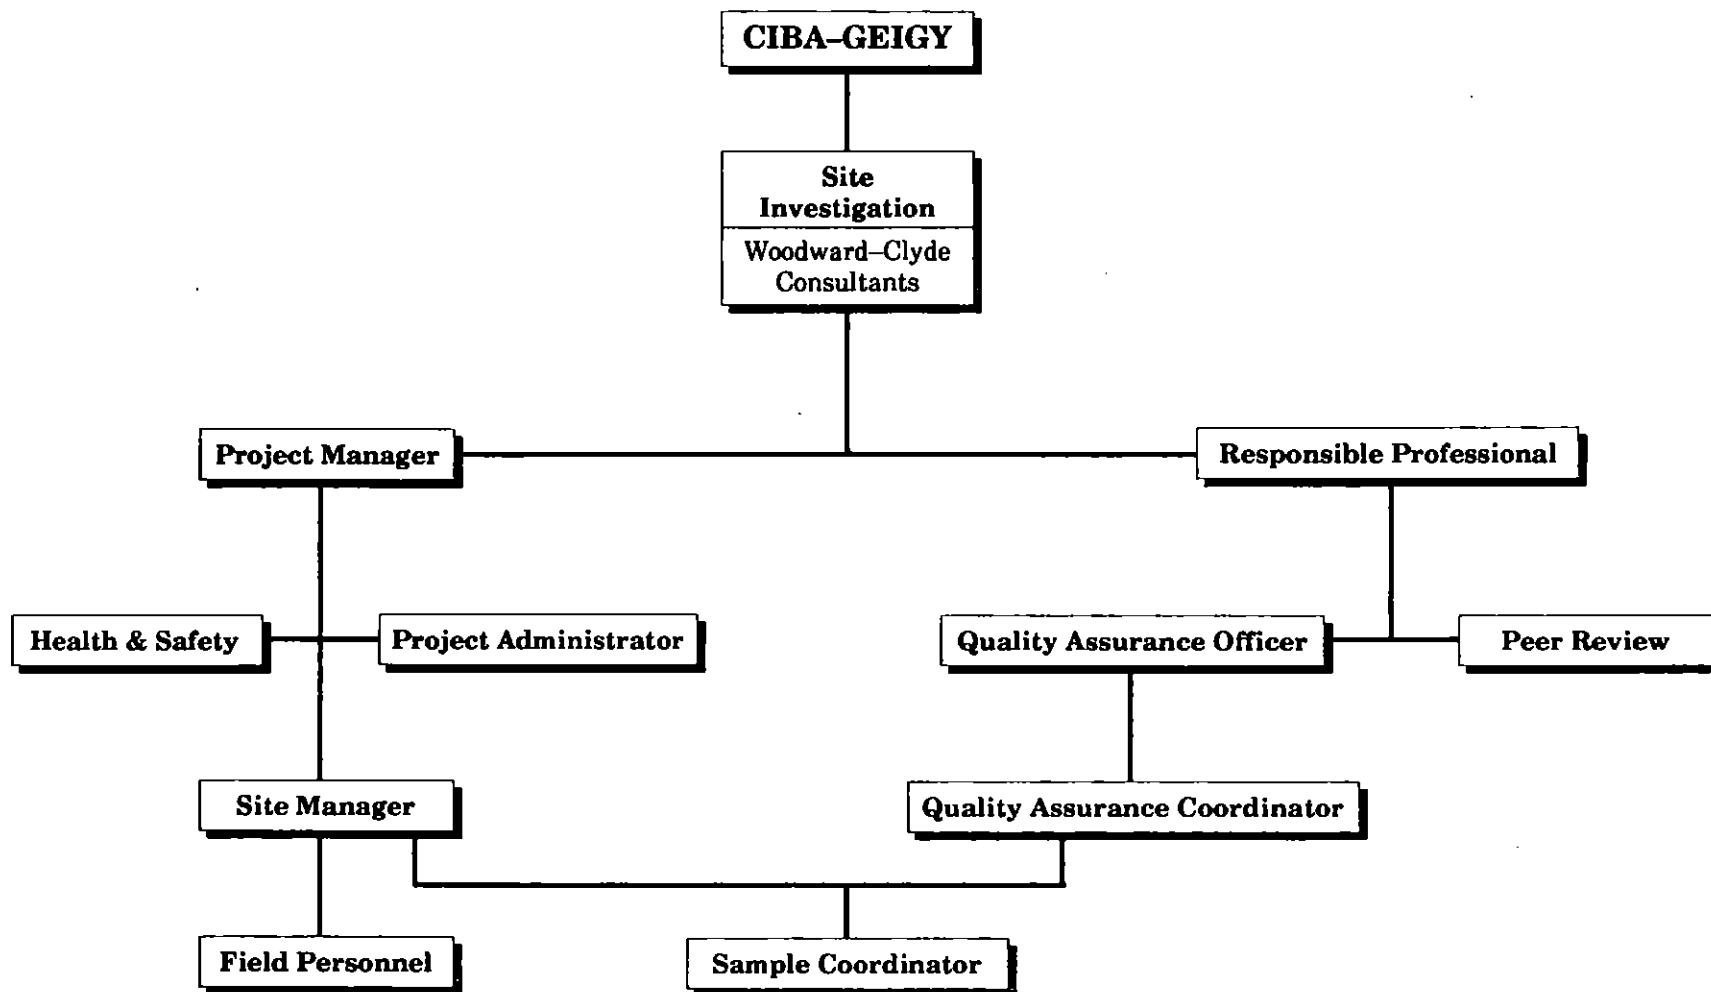 CIBA–GEIGY
Site
Investigation
Woodward–Clyde
Consultants
Project Manager
Responsible Professional
Health & Safety
Project Administrator
Quality Assurance Officer
Peer Review
Site Manager
Quality Assurance Coordinator
Field Personnel
Sample Coordinator